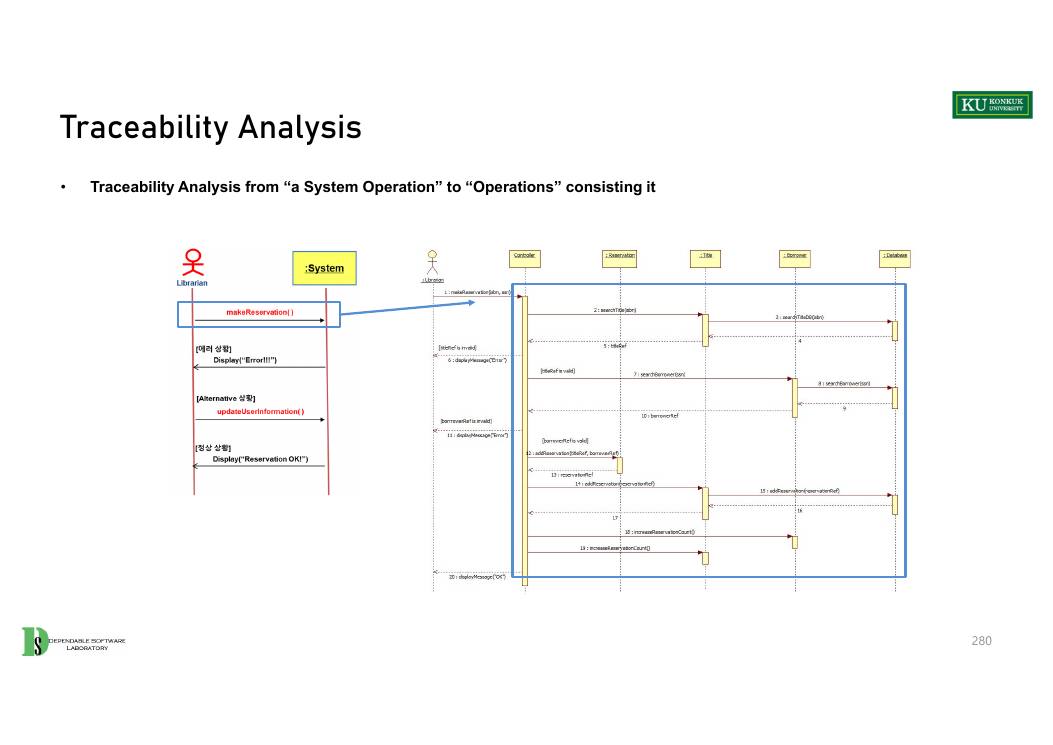 KU KONKUK
UNIVERSITY
Traceability Analysis
• Traceability Analysis from “a System Operation” to “Operations” consisting it
Librarian
:System
makeReservation( )
[에러 상황]
Display(“Error!!!”)
[Alternative 상황]
updateUserInformation( )
[정상 상황]
Display(“Reservation OK!”)
: Librarian
Controller
: Reservation
: Title
: Borrower
: Database
1 : makeReservation(isbn, ssn)
2 : searchTitle(isbn)
3 : searchTitleDB(isbn)
4
5 : titleRef
[titleRef is invalid]
6 : displayMessage("Error")
[titleRef is valid]
7 : searchBorrower(ssn)
8 : searchBorrower(ssn)
9
10 : borrowerRef
[borrowerRef is invalid]
11 : displayMessage("Error")
[borrowerRef is valid]
12 : addReservation(titleRef, borrowerRef)
13 : reservationRef
14 : addReservation(reservationRef)
15 : addReservation(reservationRef)
16
17
18 : increaseReservationCount()
19 : increaseReservationCount()
20 : displayMessage("OK")
DS DEPENDABLE SOFTWARE
LABORATORY
280